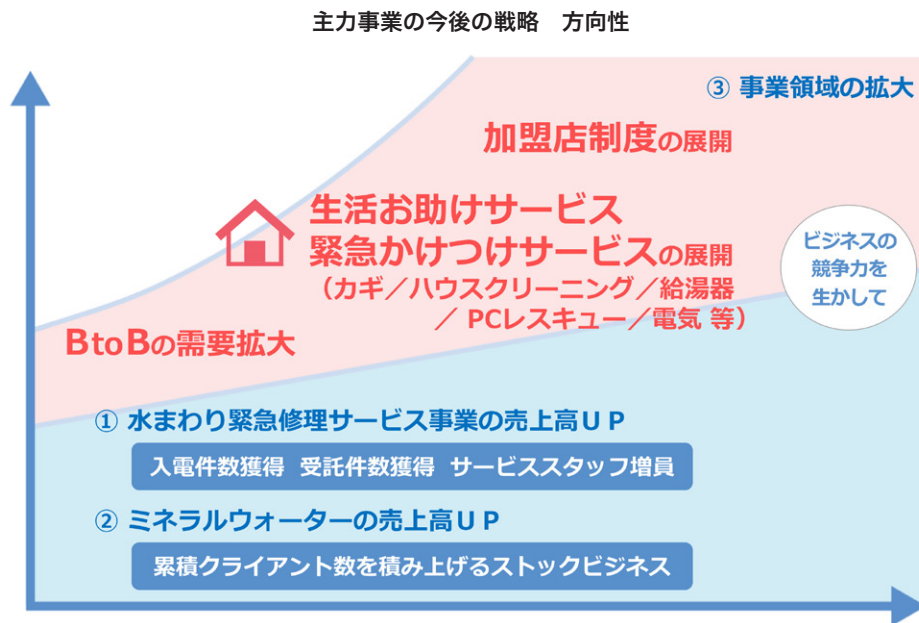 主力事業の今後の戦略　方向性
③ 事業領域の拡大
加盟店制度の展開
生活お助けサービス
緊急かけつけサービスの展開
（カギ／ハウスクリーニング／給湯器
／ PCレスキュー／電気 等）
ビジネスの
競争力を
生かして
BtoBの需要拡大
① 水まわり緊急修理サービス事業の売上高ＵＰ
入電件数獲得 受託件数獲得 サービススタッフ増員
② ミネラルウォーターの売上高ＵＰ
累積クライアント数を積み上げるストックビジネス